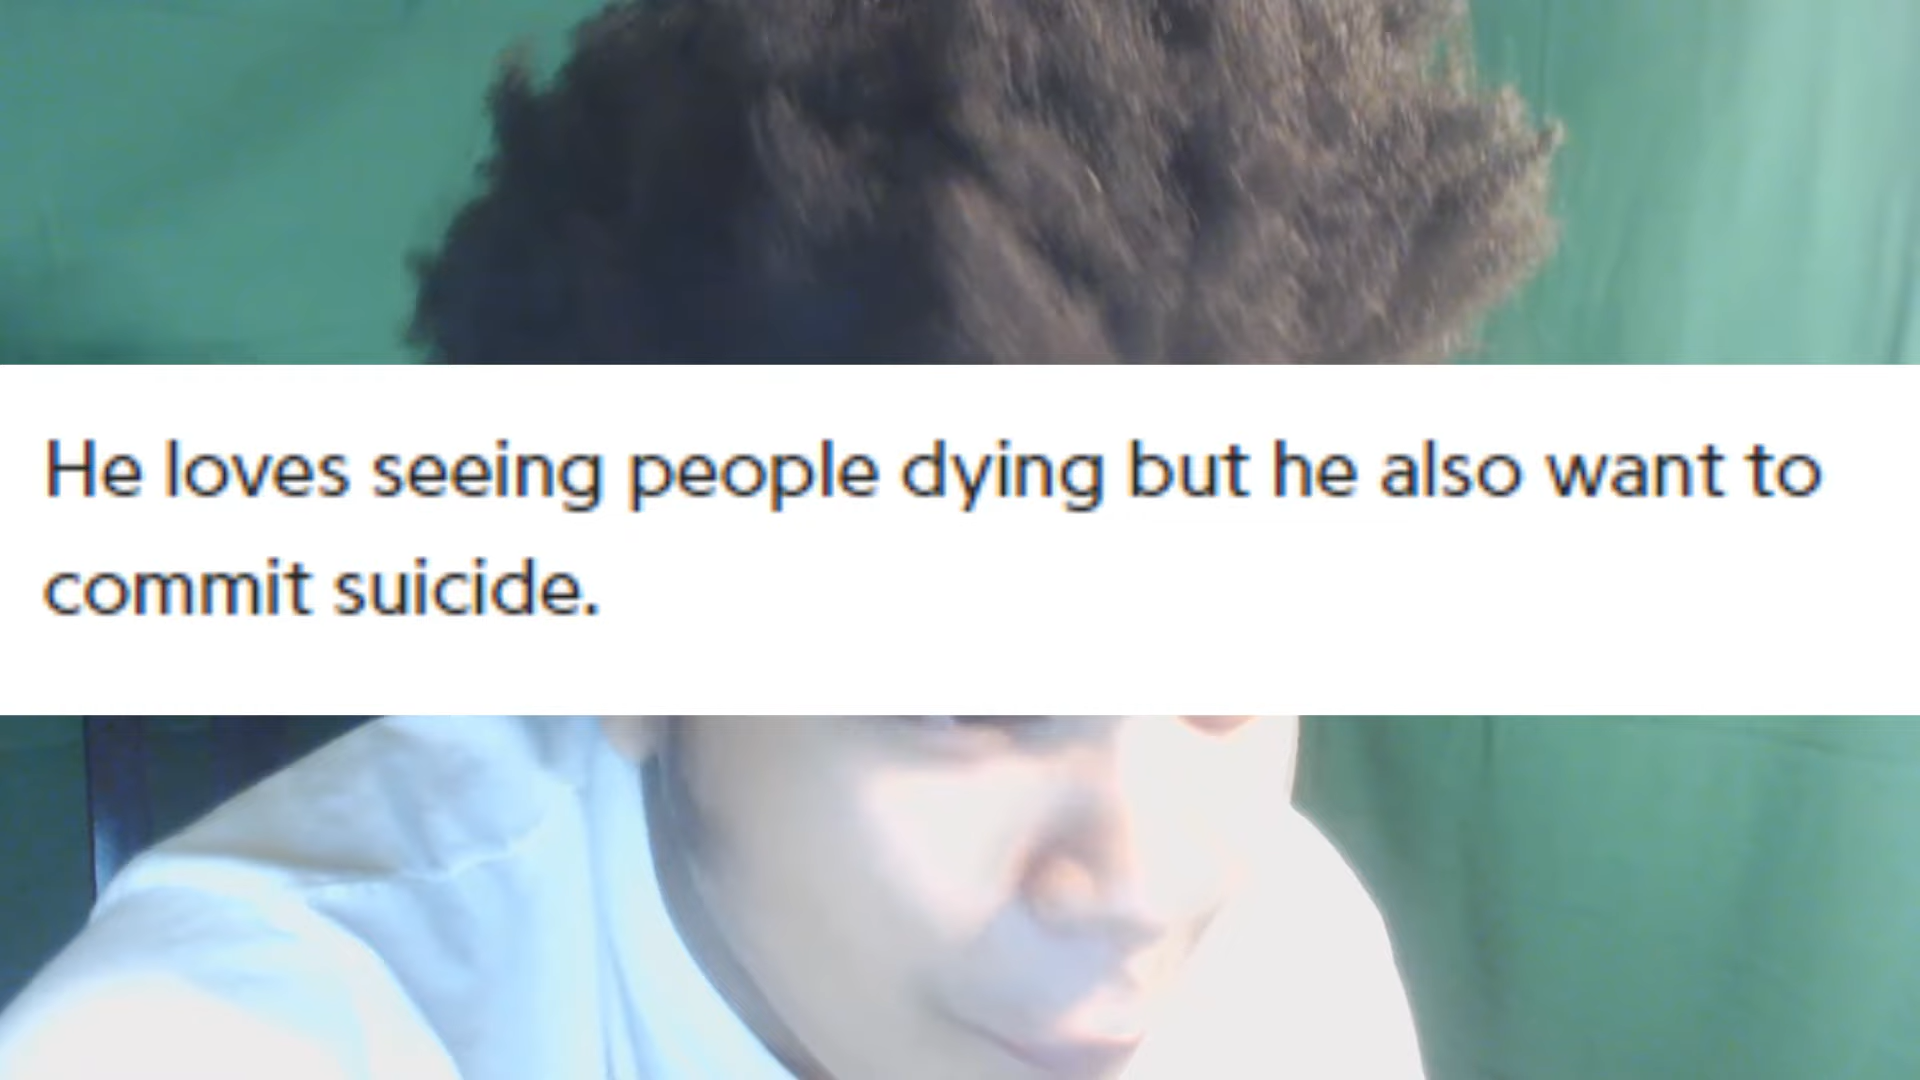 He loves seeing people dying but he also want to
commit suicide.